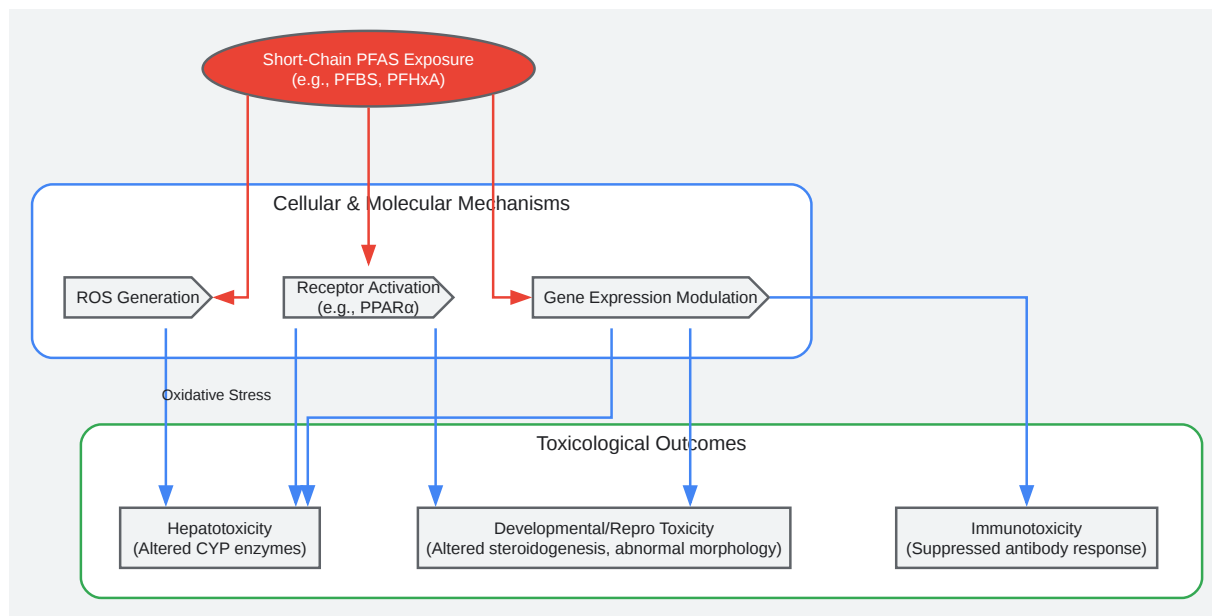 Short-Chain PFAS Exposure
(e.g., PFBS, PFHxA)
Cellular & Molecular Mechanisms
ROS Generation
Receptor Activation
(e.g., PPARα)
Gene Expression Modulation
Oxidative Stress
Toxicological Outcomes
Hepatotoxicity
(Altered CYP enzymes)
Developmental/Repro Toxicity
(Altered steroidogenesis, abnormal morphology)
Immunotoxicity
(Suppressed antibody response)